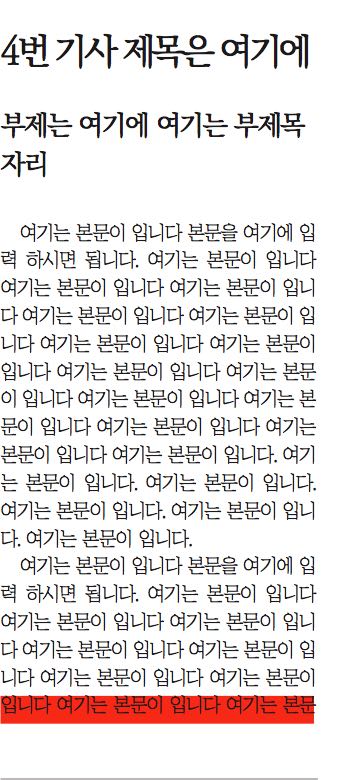 4번 기사 제목은 여기에
부제는 여기에 여기는 부제목
자리
여기는 본문이 입니다 본문을 여기에 입
력 하시면 됩니다. 여기는 본문이 입니다
여기는 본문이 입니다 여기는 본문이 입니
다 여기는 본문이 입니다 여기는 본문이 입
니다 여기는 본문이 입니다 여기는 본문이
입니다 여기는 본문이 입니다 여기는 본문
이 입니다 여기는 본문이 입니다 여기는 본
문이 입니다 여기는 본문이 입니다 여기는
본문이 입니다 여기는 본문이 입니다. 여기
는 본문이 입니다. 여기는 본문이 입니다.
여기는 본문이 입니다. 여기는 본문이 입니
다. 여기는 본문이 입니다.
여기는 본문이 입니다 본문을 여기에 입
력 하시면 됩니다. 여기는 본문이 입니다
여기는 본문이 입니다 여기는 본문이 입니
다 여기는 본문이 입니다 여기는 본문이 입
니다 여기는 본문이 입니다 여기는 본문이
입니다 여기는 본문이 입니다 여기는 본문